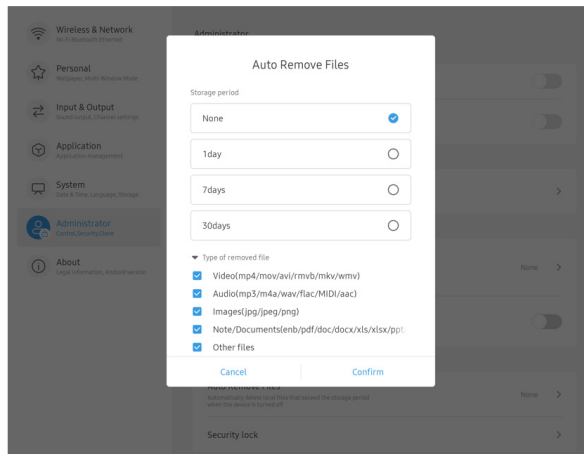 Wireless & Network
Wi-Fi Bluetooth Ethernet
Personal
Wallpaper, Multi-Window Mode
Input & Output
Sound output, Channel settings
Application
Application management
System
Date & Time, Language, Storage
Administrator
Control,Security,Clone
About
Legal information, Android version
Administrator
Auto Remove Files
Storage period
None
1day
7days
30days
Type of removed file
Video(mp4/mov/avi/rmvb/mkv/wmv)
Audio(mp3/m4a/wav/flac/MIDI/aac)
Images(jpg/jpeg/png)
Note/Documents(enb/pdf/doc/docx/xls/xlsx/ppt
Other files
Cancel
Confirm
None
Auto Remove Files
Automatically delete local files that exceed the storage period
when the device is turned off
None
Security lock